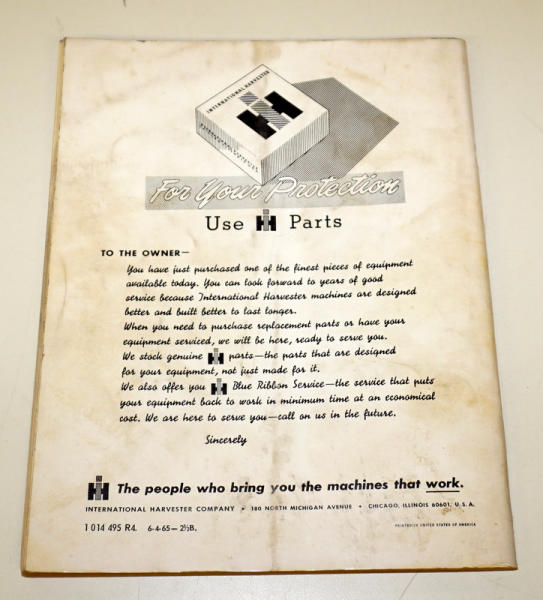 INTERNATIONAL HARVESTER
IH
INTERNATIONAL HARVESTER
For Your Protection
Use IH Parts
TO THE OWNER—
You have just purchased one of the finest pieces of equipment
available today. You can look forward to years of good
service because International Harvester machines are designed
better and built better to last longer.
When you need to purchase replacement parts or have your
equipment serviced, we will be here, ready to serve you.
We stock genuine IH parts—the parts that are designed
for your equipment, not just made for it.
We also offer you IH Blue Ribbon Service—the service that puts
your equipment back to work in minimum time at an economical
cost. We are here to serve you—call on us in the future.
Sincerely
IH The people who bring you the machines that work.
INTERNATIONAL HARVESTER COMPANY • 180 NORTH MICHIGAN AVENUE • CHICAGO, ILLINOIS 60601, U.S.A.
1 014 495 R4. 6-4-65—2½B. PRINTED IN UNITED STATES OF AMERICA